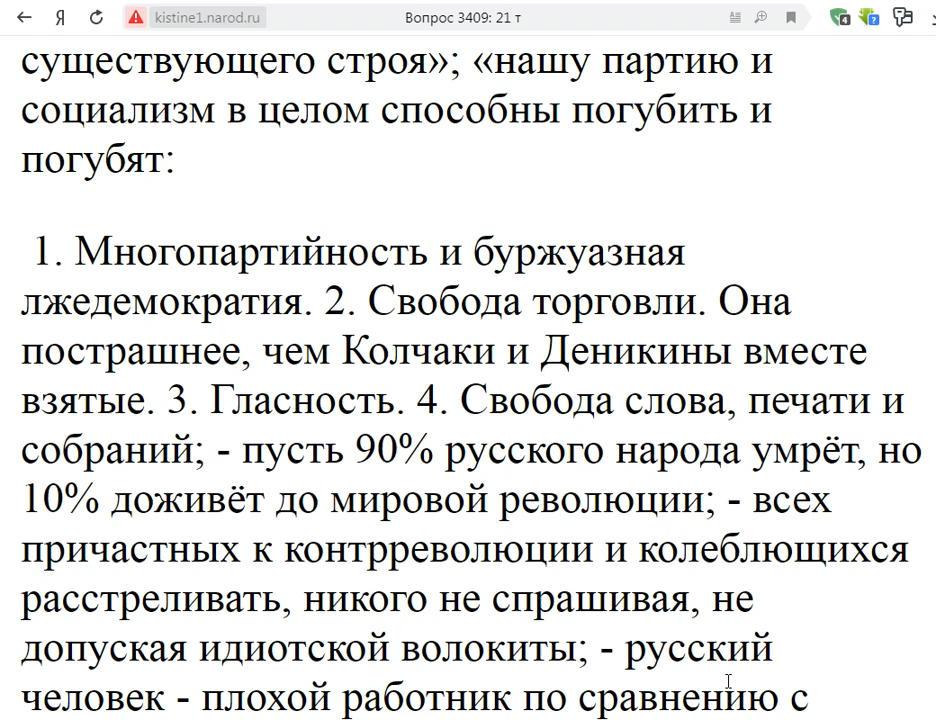 kistine1.narod.ru
Вопрос 3409: 21 т
4
?
существующего строя»; «нашу партию и
социализм в целом способны погубить и
погубят:
1. Многопартийность и буржуазная
лжедемократия. 2. Свобода торговли. Она
пострашнее, чем Колчаки и Деникины вместе
взятые. 3. Гласность. 4. Свобода слова, печати и
собраний; - пусть 90% русского народа умрёт, но
10% доживёт до мировой революции; - всех
причастных к контрреволюции и колеблющихся
расстреливать, никого не спрашивая, не
допуская идиотской волокиты; - русский
человек - плохой работник по сравнению с